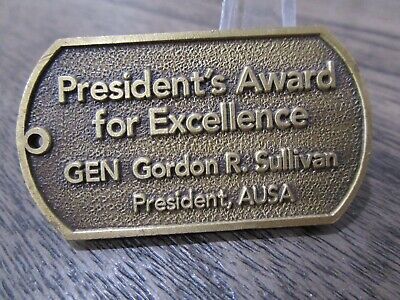 President's Award
for Excellence
GEN Gordon R. Sullivan
President, AUSA